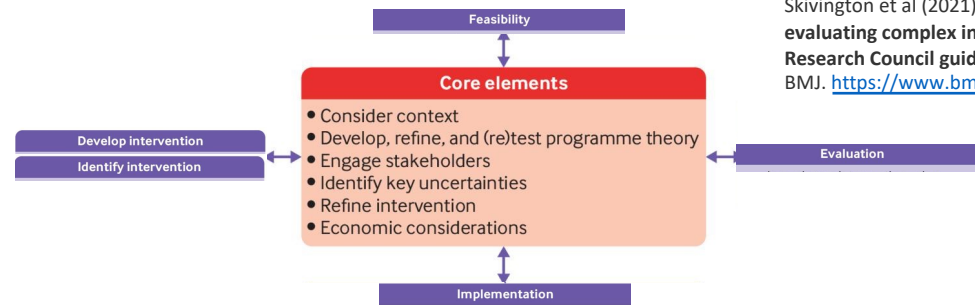 Skivington et al (2021)
evaluating complex in
Research Council guid
BMJ. https://www.bm
Feasibility
Core elements
• Consider context
• Develop, refine, and (re)test programme theory
• Engage stakeholders
• Identify key uncertainties
• Refine intervention
• Economic considerations
Develop intervention
Identify intervention
Evaluation
Implementation